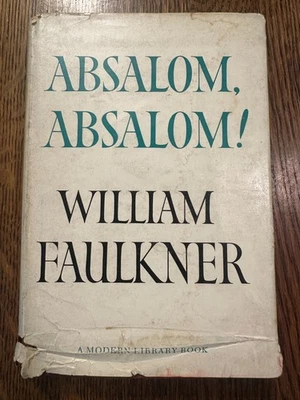 ABSALOM,
ABSALOM!
WILLIAM
FAULKNER
A MODERN LIBRARY BOOK